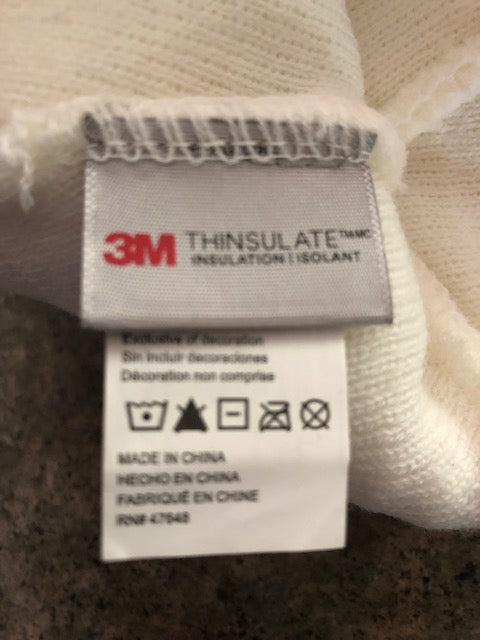 3M THINSULATE™MC
INSULATION | ISOLANT
Exclusive of decoration
Sin incluir decoraciones
Décoration non comprise
MADE IN CHINA
HECHO EN CHINA
FABRIQUÉ EN CHINE
RN# 47648